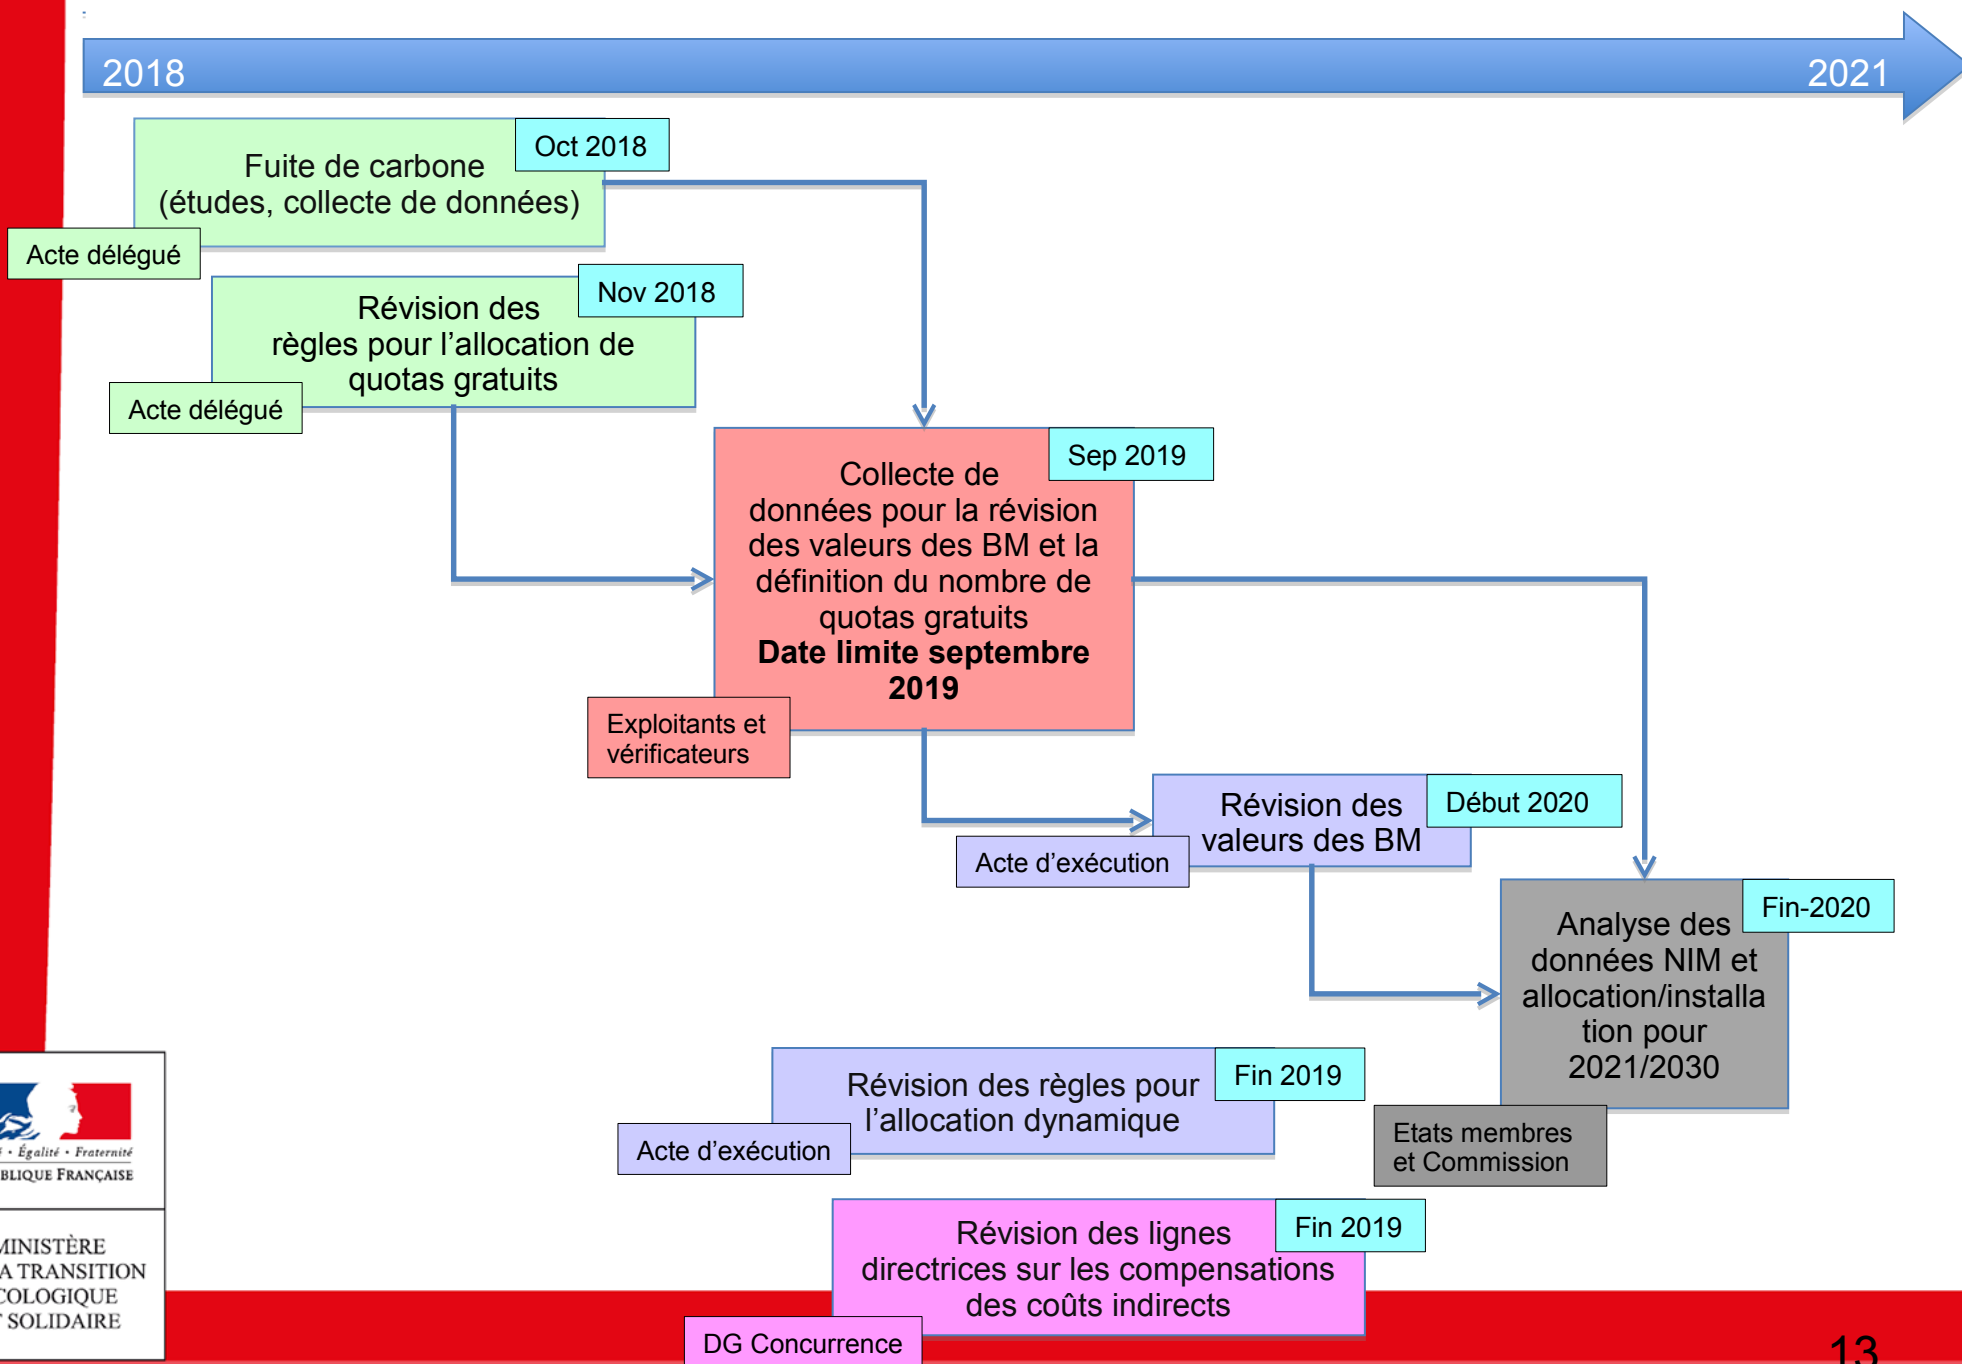 2018
2021
Fuite de carbone
(études, collecte de données)
Oct 2018
Acte délégué
Révision des
règles pour l’allocation de
quotas gratuits
Nov 2018
Acte délégué
Collecte de
données pour la révision
des valeurs des BM et la
définition du nombre de
quotas gratuits
Date limite septembre
2019
Sep 2019
Exploitants et
vérificateurs
Révision des
valeurs des BM
Début 2020
Acte d’exécution
Analyse des
données NIM et
allocation/installa
tion pour
2021/2030
Fin-2020
Etats membres
et Commission
Révision des règles pour
l’allocation dynamique
Fin 2019
Acte d’exécution
Révision des lignes
directrices sur les compensations
des coûts indirects
Fin 2019
DG Concurrence
• Égalité • Fraternité
BLIQUE FRANÇAISE
MINISTÈRE
A TRANSITION
COLOGIQUE
T SOLIDAIRE
13